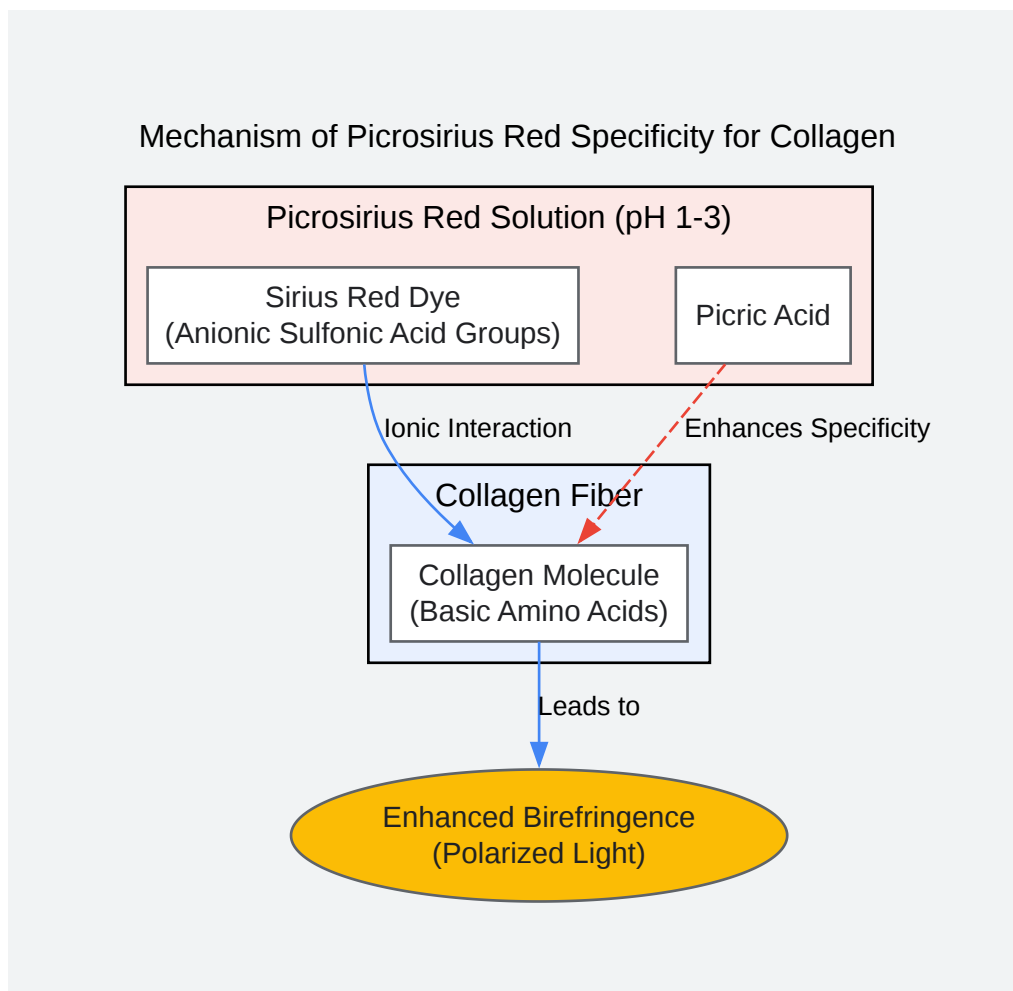 Mechanism of Picrosirius Red Specificity for Collagen
Picrosirius Red Solution (pH 1-3)
Sirius Red Dye
(Anionic Sulfonic Acid Groups)
Picric Acid
Ionic Interaction
Enhances Specificity
Collagen Fiber
Collagen Molecule
(Basic Amino Acids)
Leads to
Enhanced Birefringence
(Polarized Light)